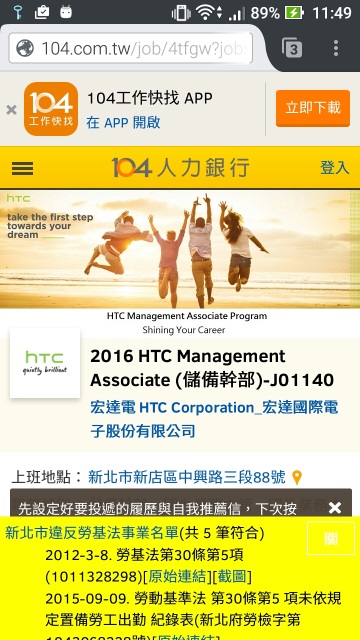 89% 11:49
104.com.tw/job/4tfgw?job
3
104
工作快找
104工作快找 APP
在 APP 開啟
立即下載
104人力銀行
登入
htc
take the first step
towards your
dream
HTC Management Associate Program
Shining Your Career
hTC
quietly brilliant
2016 HTC Management
Associate (儲備幹部)-J01140
宏達電 HTC Corporation_宏達國際電
子股份有限公司
上班地點： 新北市新店區中興路三段88號
先設定好要投遞的履歷與自我推薦信，下次按
新北市違反勞基法事業名單(共 5 筆符合)
關
2012-3-8. 勞基法第30條第5項
(1011328298)[原始連結][截圖]
2015-09-09. 勞動基準法 第30條第5 項未依規
定置備勞工出勤 紀錄表(新北府勞檢字第
1043068328號)[原始連結]